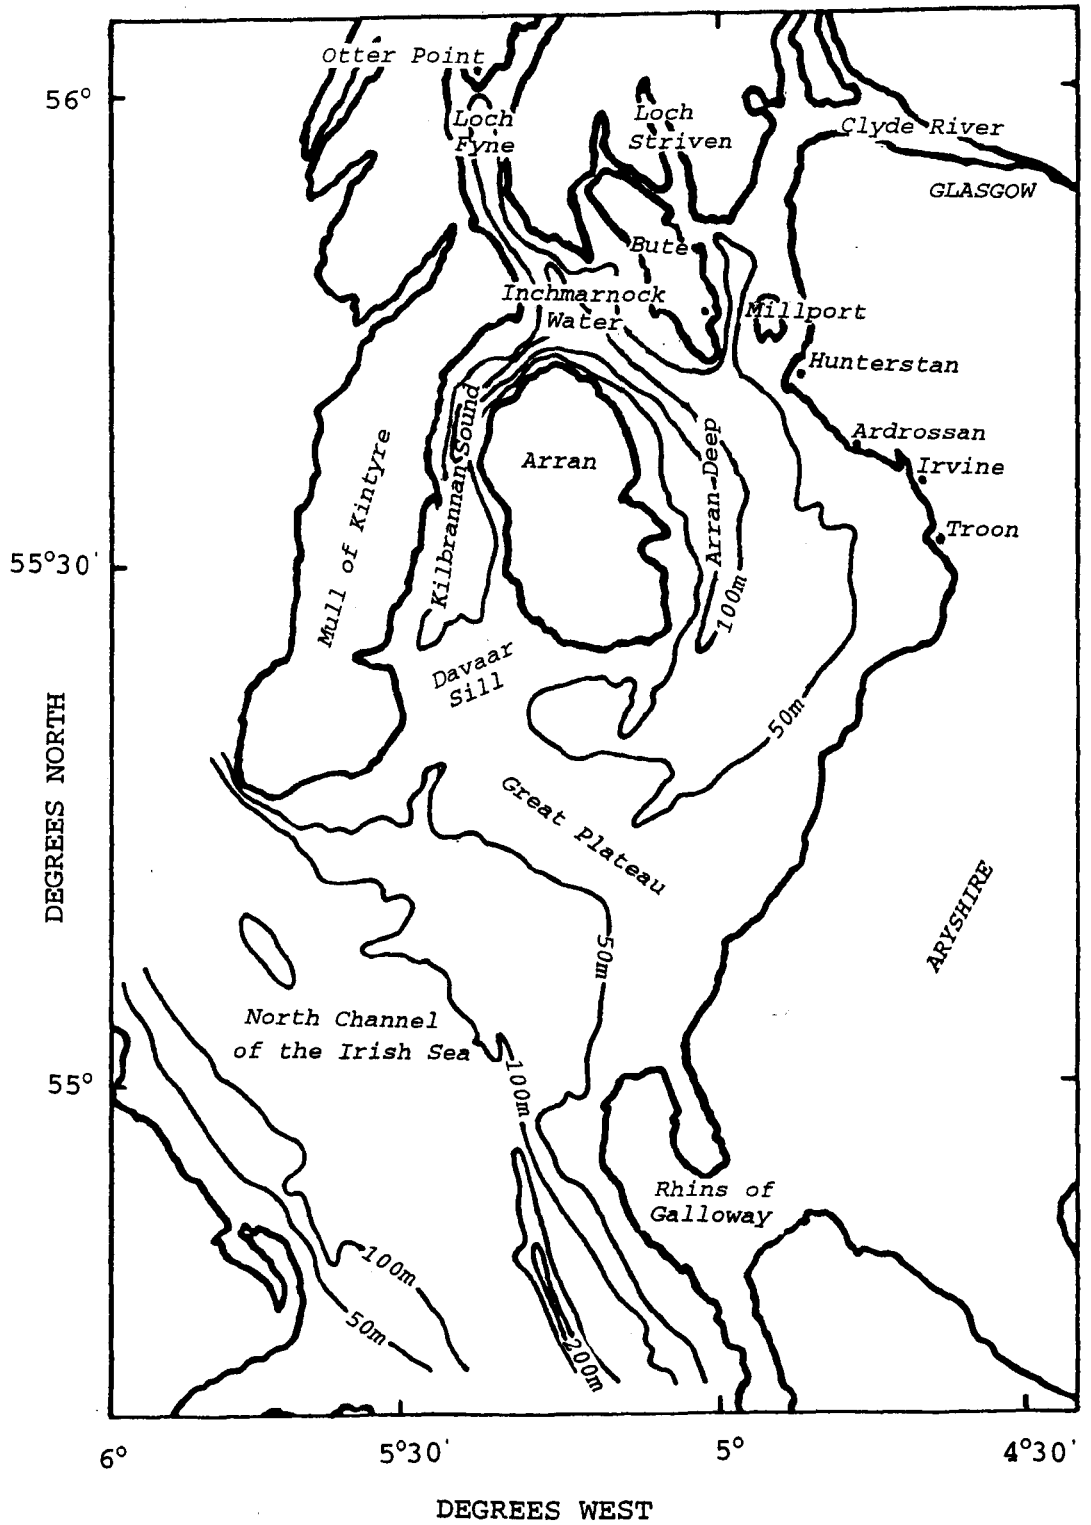 Otter Point
56°
Loch
Fyne
Loch
Striven
Clyde River
GLASGOW
Bute
Inchmarnock
Water
Millport
Hunterstan
Ardrossan
Irvine
Troon
Arran
Arran-Deep
Kilbrannan Sound
Mull of Kintyre
55°30'
100m
Davaar
Sill
50m
Great Plateau
DEGREES NORTH
ARYSHIRE
50m
North Channel
of the Irish Sea
100m
55°
Rhins of
Galloway
100m
50m
200m
6°
5°30'
5°
4°30'
DEGREES WEST